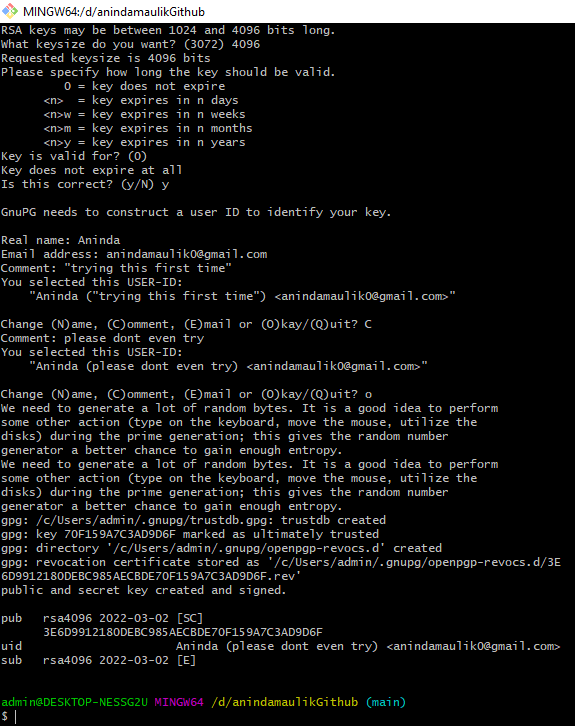 MINGW64:/d/anindamaulikGithub
RSA keys may be between 1024 and 4096 bits long.
What keysize do you want? (3072) 4096
Requested keysize is 4096 bits
Please specify how long the key should be valid.
0 = key does not expire
<n> = key expires in n days
<n>w = key expires in n weeks
<n>m = key expires in n months
<n>y = key expires in n years
Key is valid for? (0)
Key does not expire at all
Is this correct? (y/N) y
GnuPG needs to construct a user ID to identify your key.
Real name: Aninda
Email address: anindamaulik0@gmail.com
Comment: "trying this first time"
You selected this USER-ID:
"Aninda ("trying this first time") <anindamaulik0@gmail.com>"
Change (N)ame, (C)omment, (E)mail or (O)kay/(Q)uit? C
Comment: please dont even try
You selected this USER-ID:
"Aninda (please dont even try) <anindamaulik0@gmail.com>"
Change (N)ame, (C)omment, (E)mail or (O)kay/(Q)uit? o
We need to generate a lot of random bytes. It is a good idea to perform
some other action (type on the keyboard, move the mouse, utilize the
disks) during the prime generation; this gives the random number
generator a better chance to gain enough entropy.
We need to generate a lot of random bytes. It is a good idea to perform
some other action (type on the keyboard, move the mouse, utilize the
disks) during the prime generation; this gives the random number
generator a better chance to gain enough entropy.
gpg: /c/Users/admin/.gnupg/trustdb.gpg: trustdb created
gpg: key 70F159A7C3AD9D6F marked as ultimately trusted
gpg: directory '/c/Users/admin/.gnupg/openpgp-revocs.d' created
gpg: revocation certificate stored as '/c/Users/admin/.gnupg/openpgp-revocs.d/3E
6D9912180DEBC985AECBDE70F159A7C3AD9D6F.rev'
public and secret key created and signed.
pub rsa4096 2022-03-02 [SC]
3E6D9912180DEBC985AECBDE70F159A7C3AD9D6F
uid Aninda (please dont even try) <anindamaulik0@gmail.com>
sub rsa4096 2022-03-02 [E]
admin@DESKTOP-NESSG2U MINGW64 /d/anindamaulikGithub (main)
$